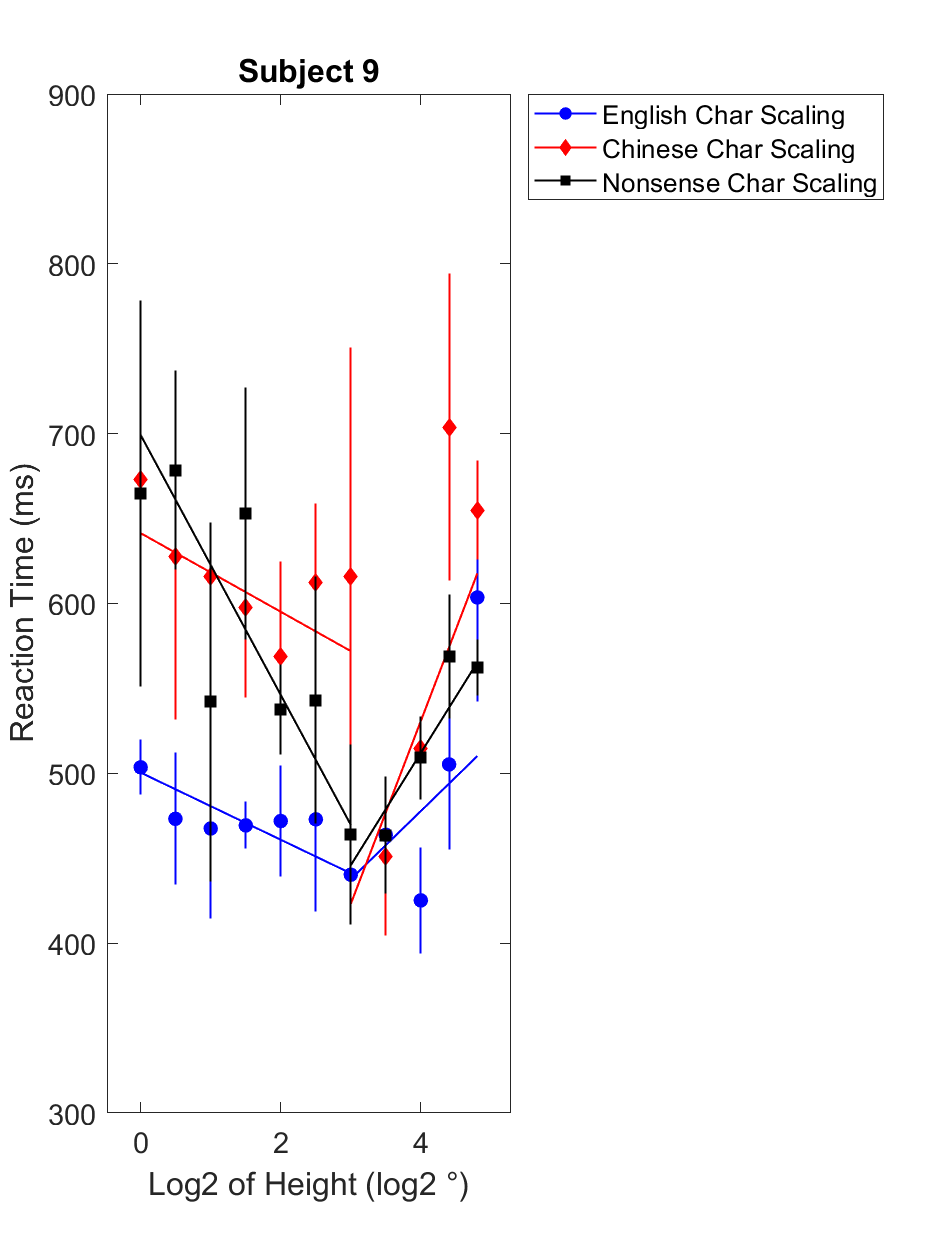 Subject 9
900
800
700
600
500
400
300
Reaction Time (ms)
0 2 4
Log2 of Height (log2 °)
English Char Scaling
Chinese Char Scaling
Nonsense Char Scaling